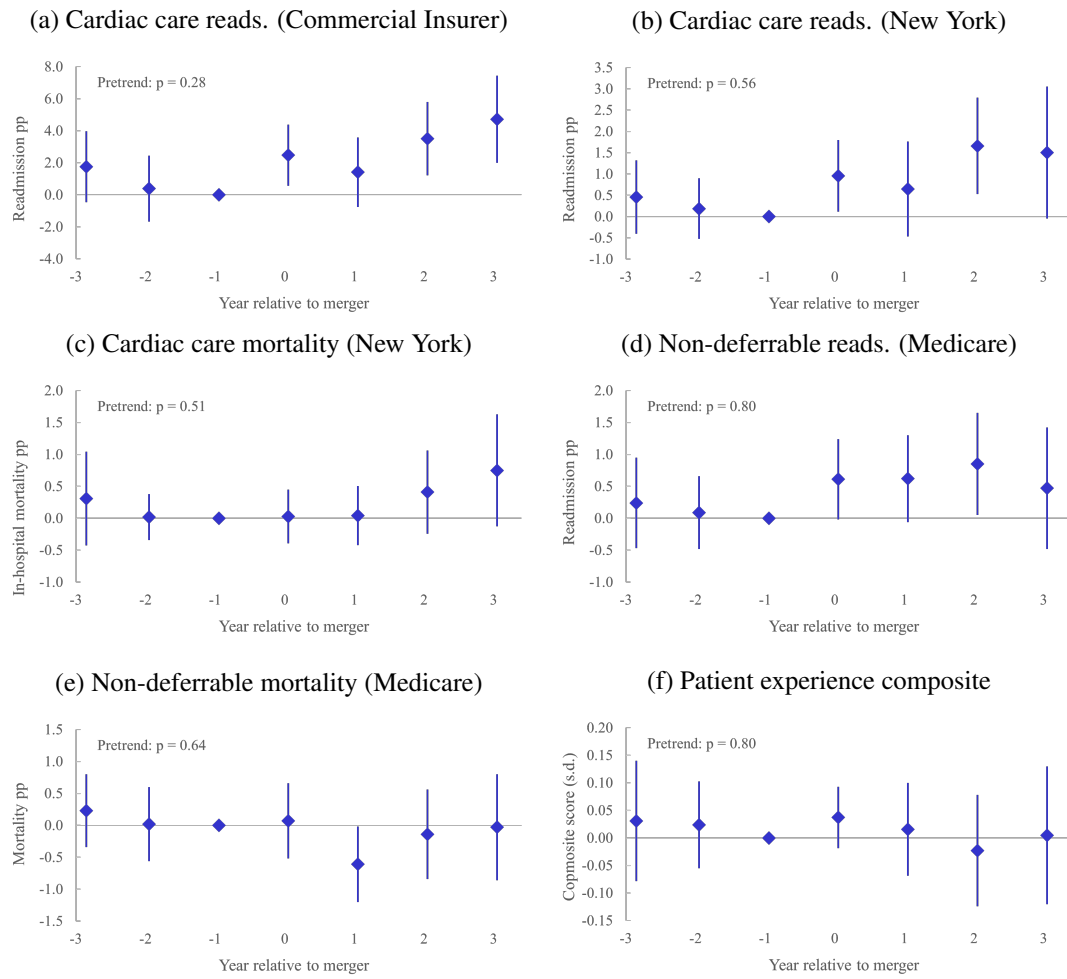 (a) Cardiac care reads. (Commercial Insurer)
Readmission pp
8.0
6.0
4.0
2.0
0.0
-2.0
-4.0
Pretrend: p = 0.28
-3 -2 -1 0 1 2 3
Year relative to merger
(b) Cardiac care reads. (New York)
Readmission pp
3.5
3.0
2.5
2.0
1.5
1.0
0.5
0.0
-0.5
-1.0
Pretrend: p = 0.56
-3 -2 -1 0 1 2 3
Year relative to merger
(c) Cardiac care mortality (New York)
In-hospital mortality pp
2.0
1.5
1.0
0.5
0.0
-0.5
-1.0
Pretrend: p = 0.51
-3 -2 -1 0 1 2 3
Year relative to merger
(d) Non-deferrable reads. (Medicare)
Readmission pp
2.0
1.5
1.0
0.5
0.0
-0.5
-1.0
Pretrend: p = 0.80
-3 -2 -1 0 1 2 3
Year relative to merger
(e) Non-deferrable mortality (Medicare)
Mortality pp
1.5
1.0
0.5
0.0
-0.5
-1.0
-1.5
Pretrend: p = 0.64
-3 -2 -1 0 1 2 3
Year relative to merger
(f) Patient experience composite
Copmosite score (s.d.)
0.20
0.15
0.10
0.05
0.00
-0.05
-0.10
-0.15
Pretrend: p = 0.80
-3 -2 -1 0 1 2 3
Year relative to merger